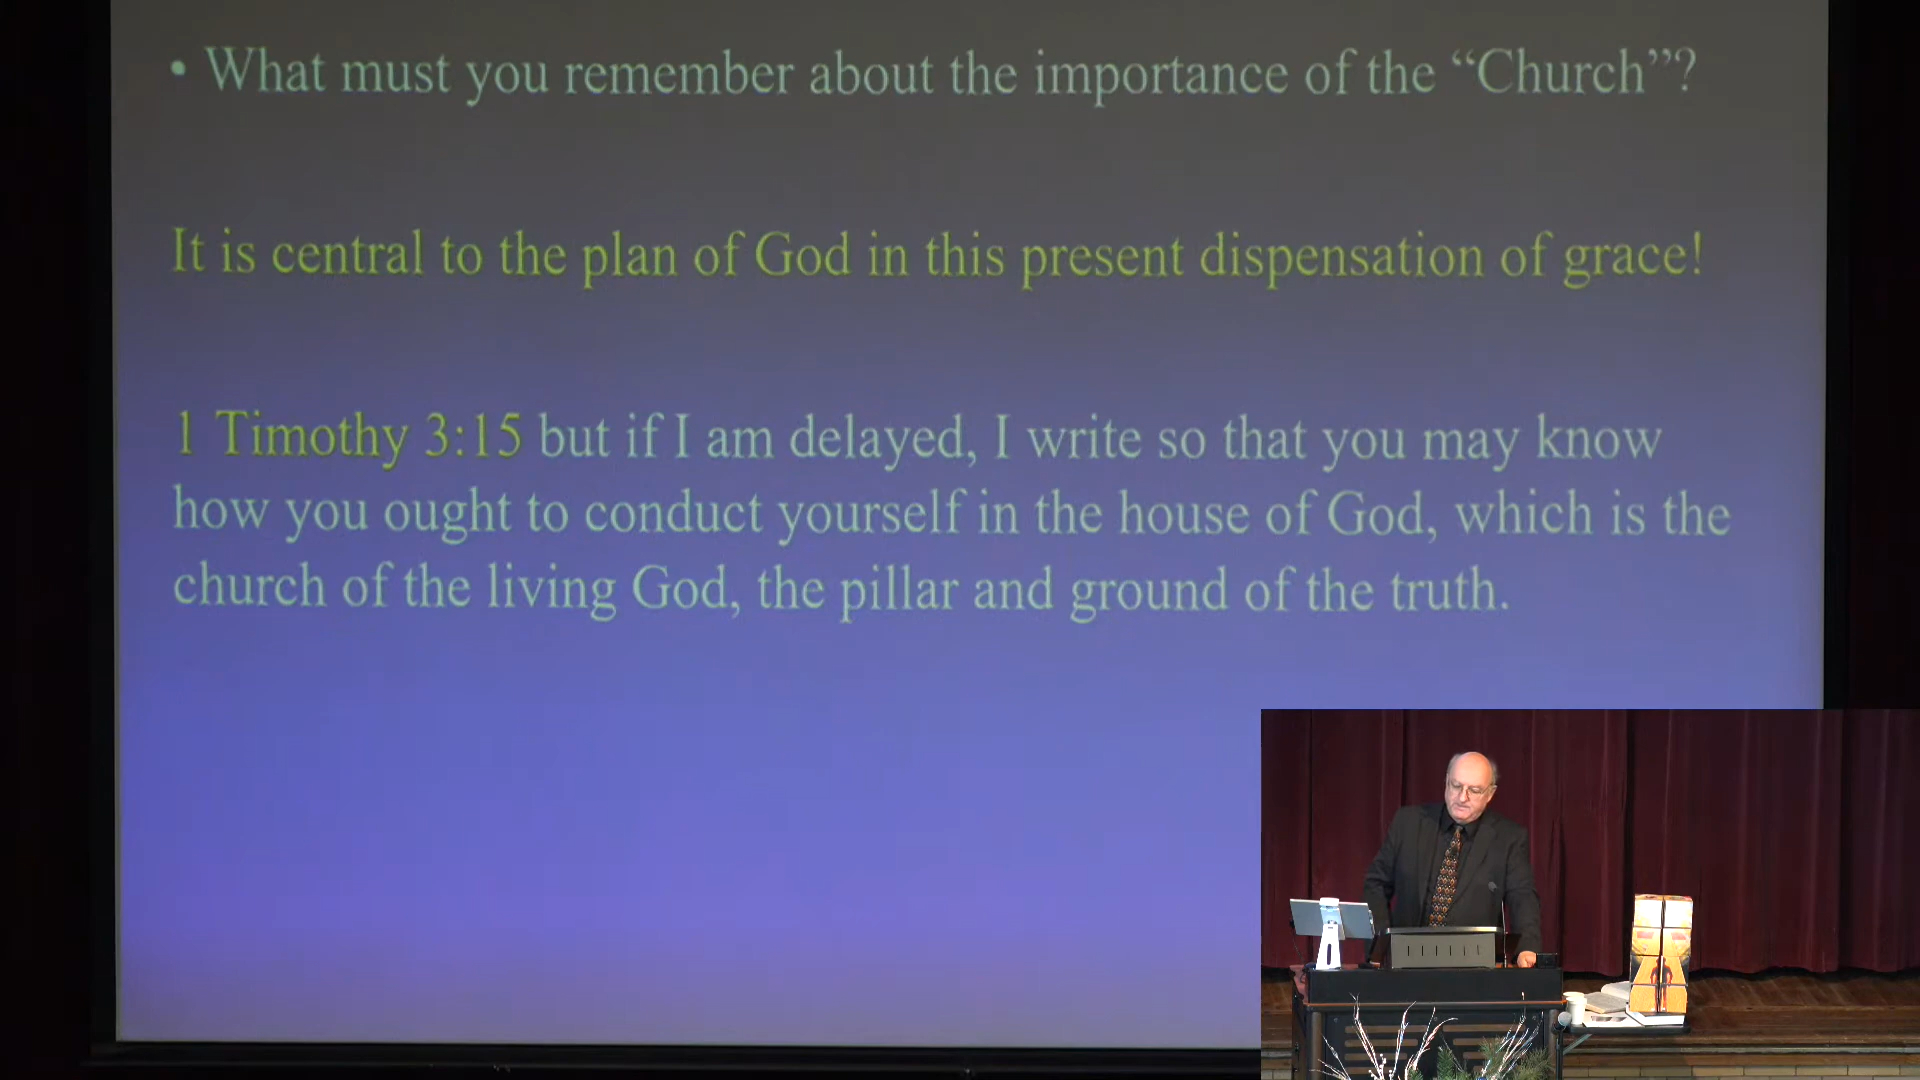 • What must you remember about the importance of the “Church”?
It is central to the plan of God in this present dispensation of grace!
1 Timothy 3:15 but if I am delayed, I write so that you may know
how you ought to conduct yourself in the house of God, which is the
church of the living God, the pillar and ground of the truth.